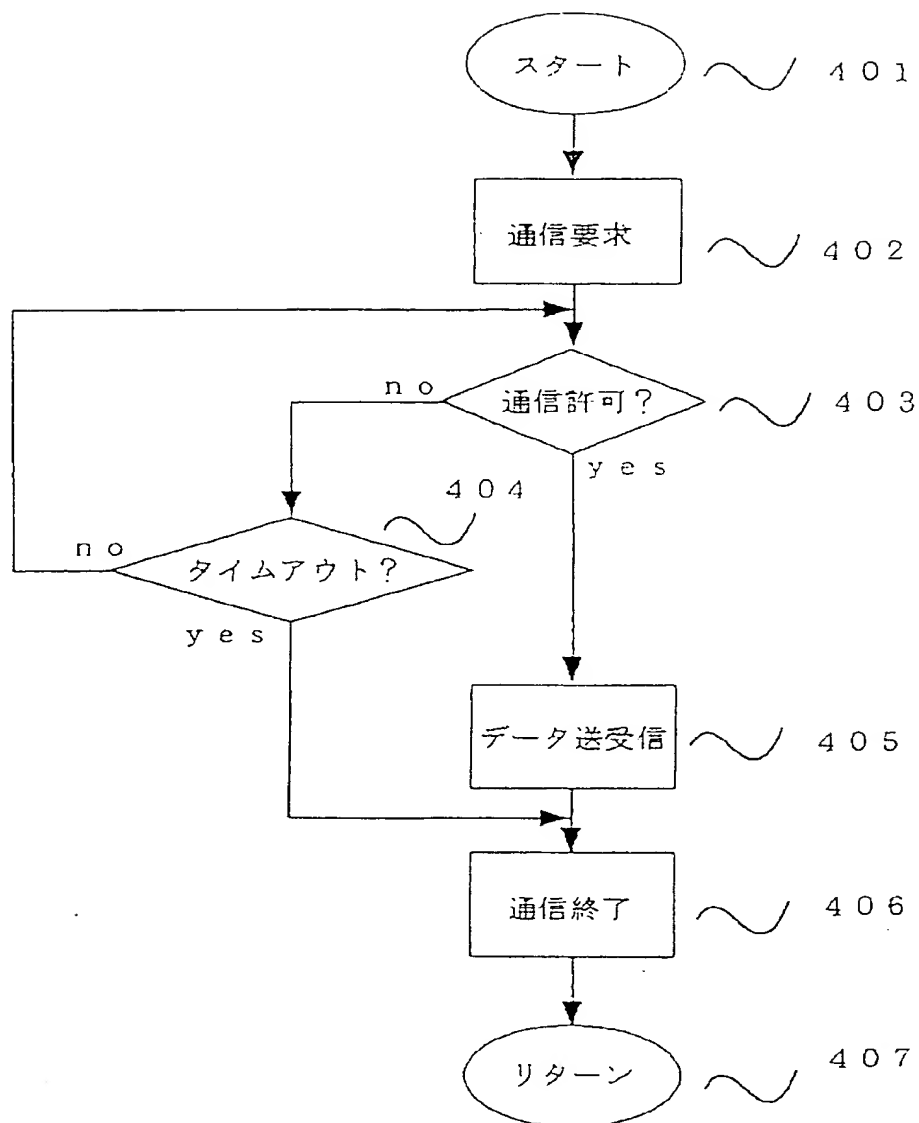 スタート
401
通信要求
402
no
通信許可?
403
yes
404
no
タイムアウト?
yes
データ送受信
405
通信終了
406
リターン
407